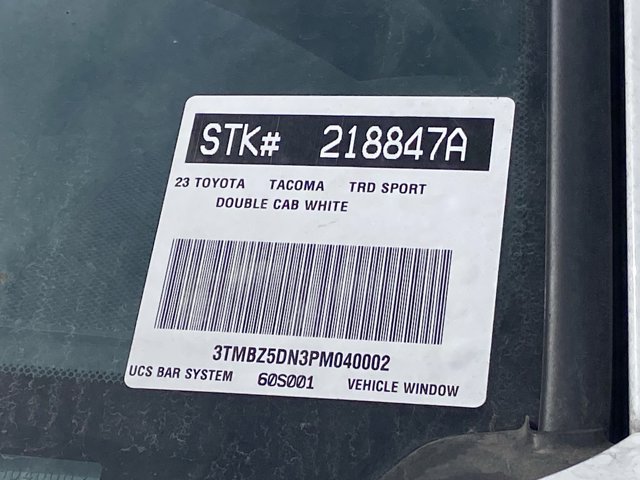 STK# 218847A
23 TOYOTA TACOMA TRD SPORT
DOUBLE CAB WHITE
3TMBZ5DN3PM040002
UCS BAR SYSTEM 60S001 VEHICLE WINDOW